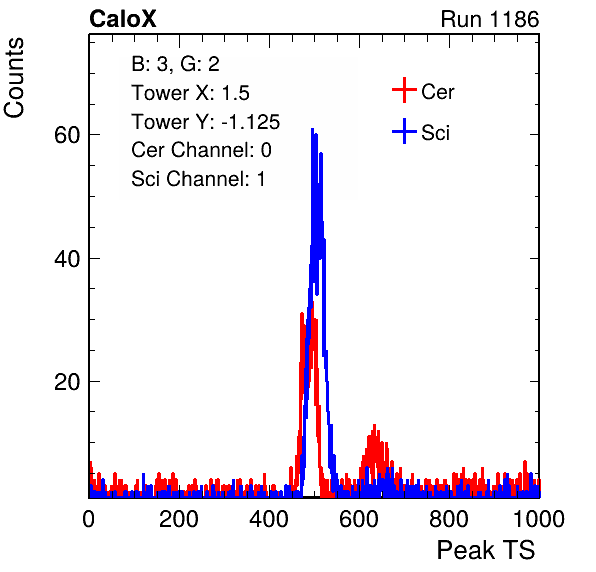 CaloX
Run 1186
Counts
B: 3, G: 2
Tower X: 1.5
Tower Y: -1.125
Cer Channel: 0
Sci Channel: 1
Cer
Sci
60
40
20
0 200 400 600 800 1000
Peak TS